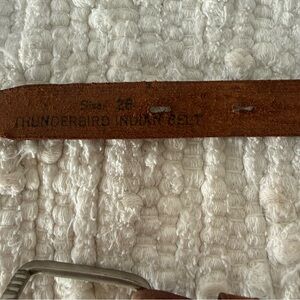 Size 28
THUNDERBIRD INDIAN BELT